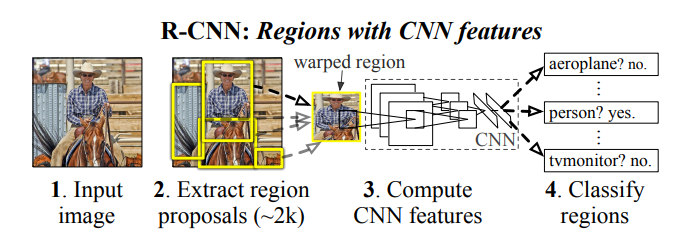 R-CNN: Regions with CNN features
warped region
aeroplane? no.
⋮
person? yes.
⋮
tvmonitor? no.
CNN
1. Input
image
2. Extract region
proposals (~2k)
3. Compute
CNN features
4. Classify
regions